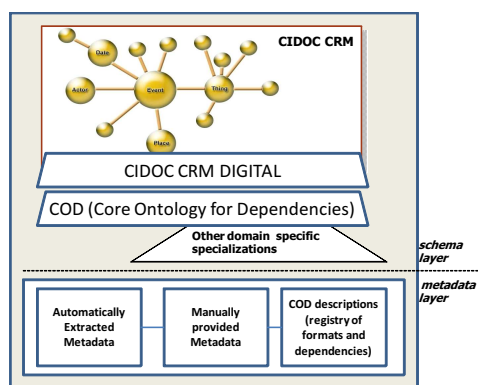 CIDOC CRM
Date
Actor
Event
Thing
Place
CIDOC CRM DIGITAL
COD (Core Ontology for Dependencies)
Other domain specific
specializations
schema
layer
metadata
layer
Automatically
Extracted
Metadata
Manually
provided
Metadata
COD descriptions
(registry of
formats and
dependencies)